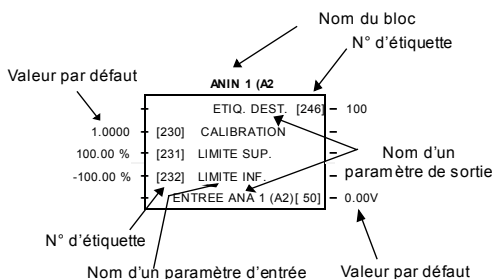 Nom du bloc
N° d'étiquette
Valeur par défaut
ANIN 1 (A2
ETIQ. DEST. [246] 100
1.0000 [230] CALIBRATION
100.00 % [231] LIMITE SUP.
Nom d'un
paramètre de sortie
-100.00 % [232] LIMITE INF.
ENTREE ANA 1 (A2)[ 50] 0.00V
N° d'étiquette
Nom d'un paramètre d'entrée
Valeur par défaut